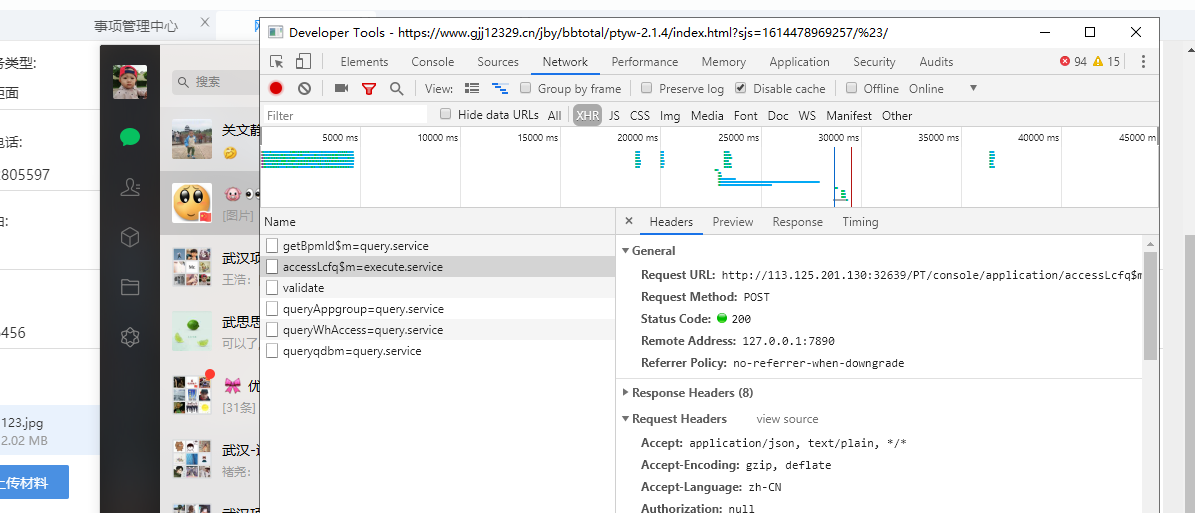 事项管理中心
Developer Tools - https://www.gjj12329.cn/jby/bbtotal/ptyw-2.1.4/index.html?sjs=1614478969257/%23/
Elements Console Sources Network Performance Memory Application Security Audits 94 15
View: Group by frame Preserve log Disable cache Offline Online
Filter Hide data URLs All XHR JS CSS Img Media Font Doc WS Manifest Other
5000 ms 10000 ms 15000 ms 20000 ms 25000 ms 30000 ms 35000 ms 40000 ms 45000 m
Name
getBpmId$m=query.service
accessLcfq$m=execute.service
validate
queryAppgroup=query.service
queryWhAccess=query.service
queryqdbm=query.service
Headers Preview Response Timing
General
Request URL: http://113.125.201.130:32639/PT/console/application/accessLcfq$m
Request Method: POST
Status Code: 200
Remote Address: 127.0.0.1:7890
Referrer Policy: no-referrer-when-downgrade
Response Headers (8)
Request Headers view source
Accept: application/json, text/plain, */*
Accept-Encoding: gzip, deflate
Accept-Language: zh-CN
Authorization: null
搜索
关文静
[图片]
武汉项
王浩:
武思思
可以了
优
[31条]
武汉-
褚尧:
武汉项
务类型:
柜面
电话:
2805597
6456
123.jpg
2.02 MB
上传材料